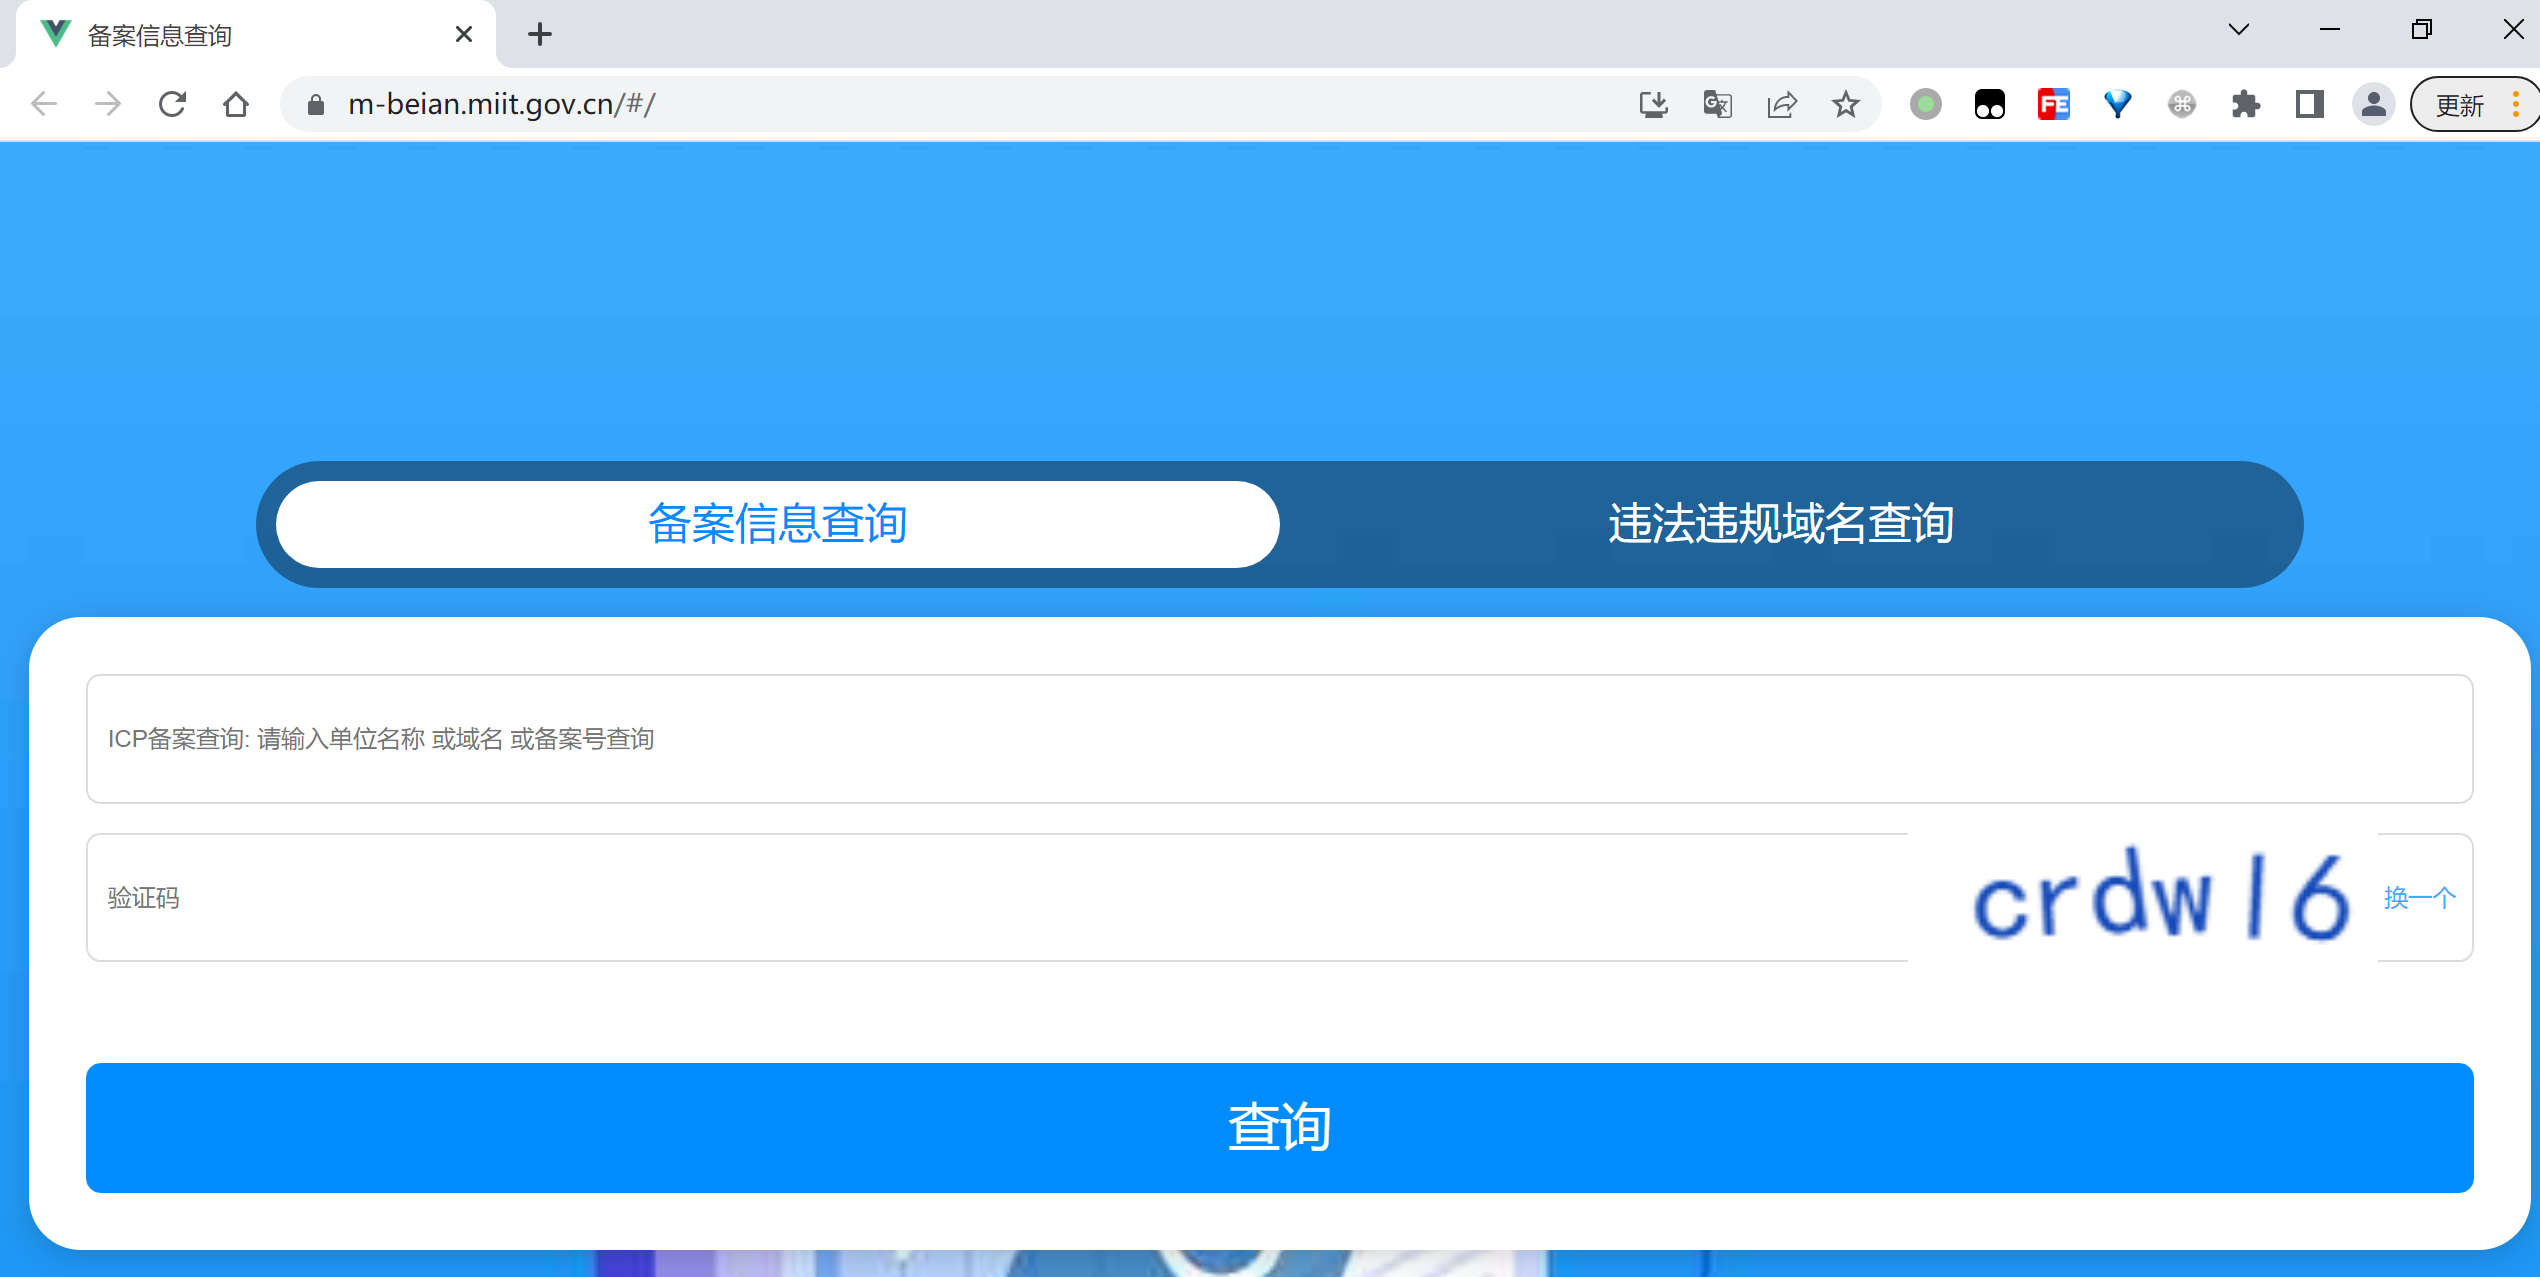 备案信息查询
m-beian.miit.gov.cn/#/
更新
备案信息查询
违法违规域名查询
ICP备案查询: 请输入单位名称 或域名 或备案号查询
验证码
crdwl6
换一个
查询